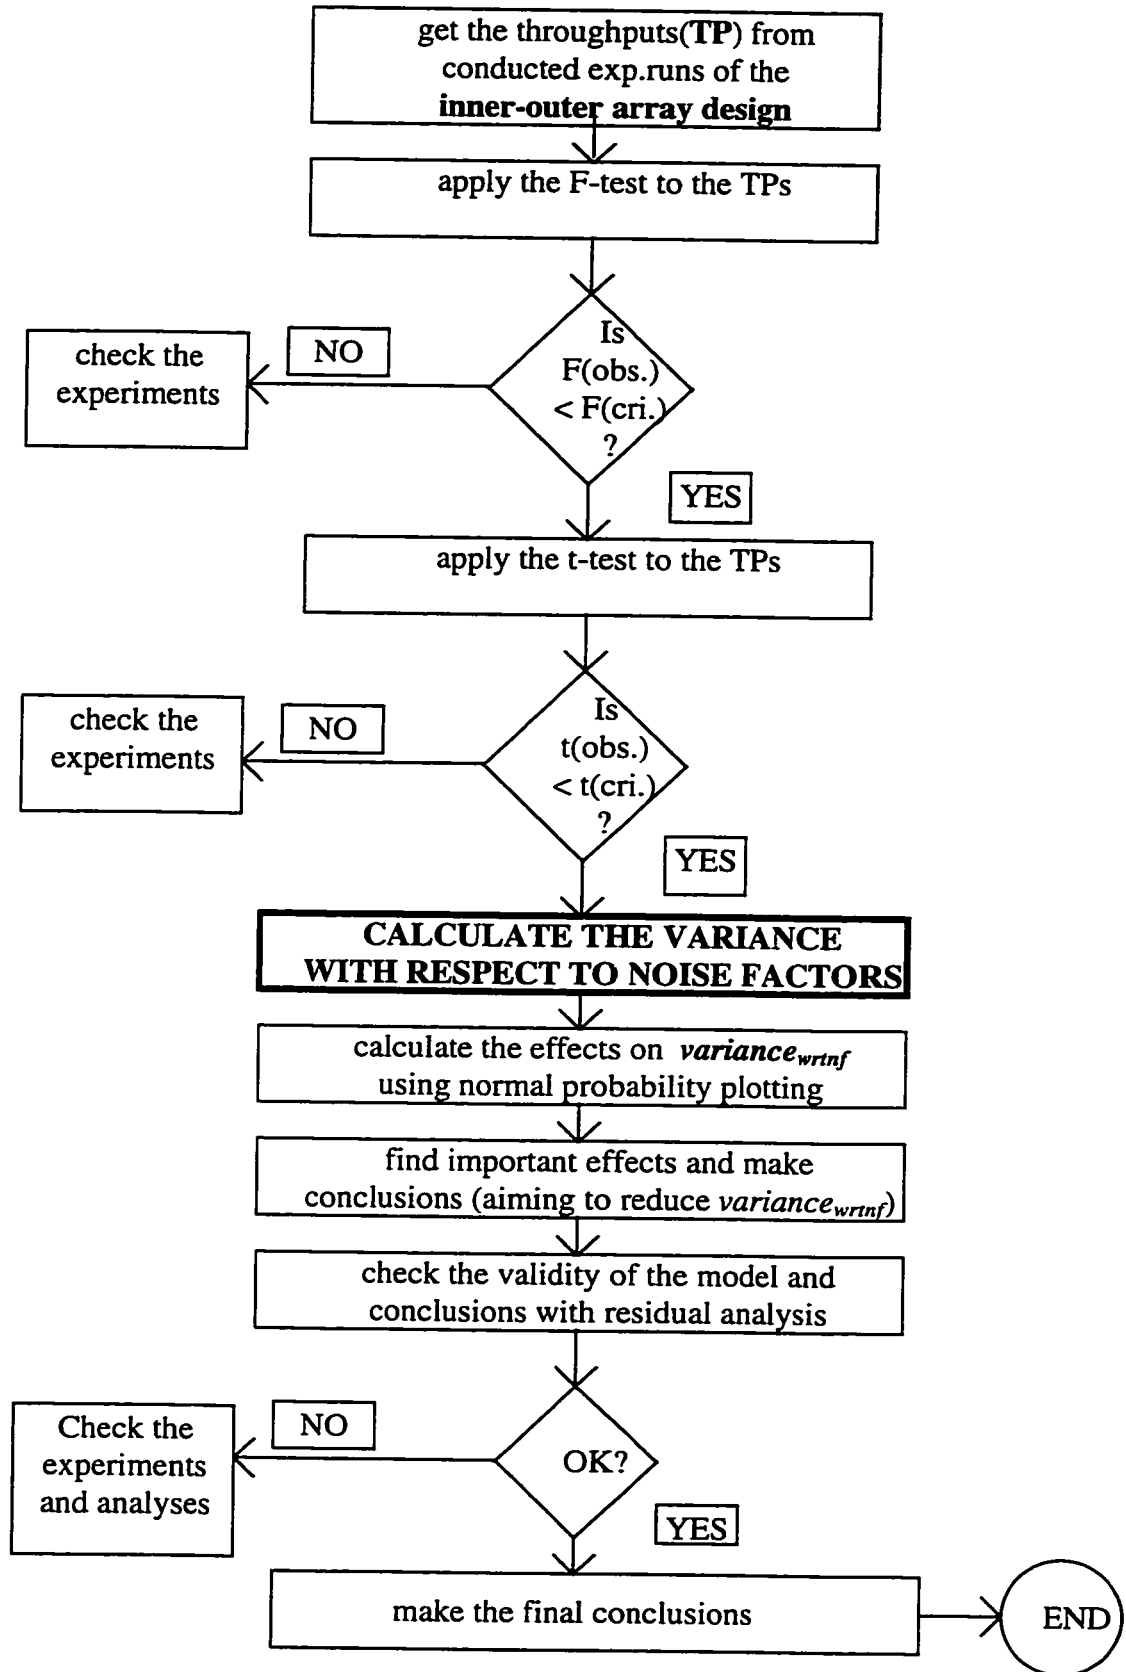 get the throughputs(TP) from
conducted exp.runs of the
inner-outer array design
apply the F-test to the TPs
Is
F(obs.)
< F(cri.)
?
NO
check the
experiments
YES
apply the t-test to the TPs
Is
t(obs.)
< t(cri.)
?
NO
check the
experiments
YES
CALCULATE THE VARIANCE
WITH RESPECT TO NOISE FACTORS
calculate the effects on variance_wrtnf
using normal probability plotting
find important effects and make
conclusions (aiming to reduce variance_wrtnf)
check the validity of the model and
conclusions with residual analysis
OK?
NO
Check the
experiments
and analyses
YES
make the final conclusions
END